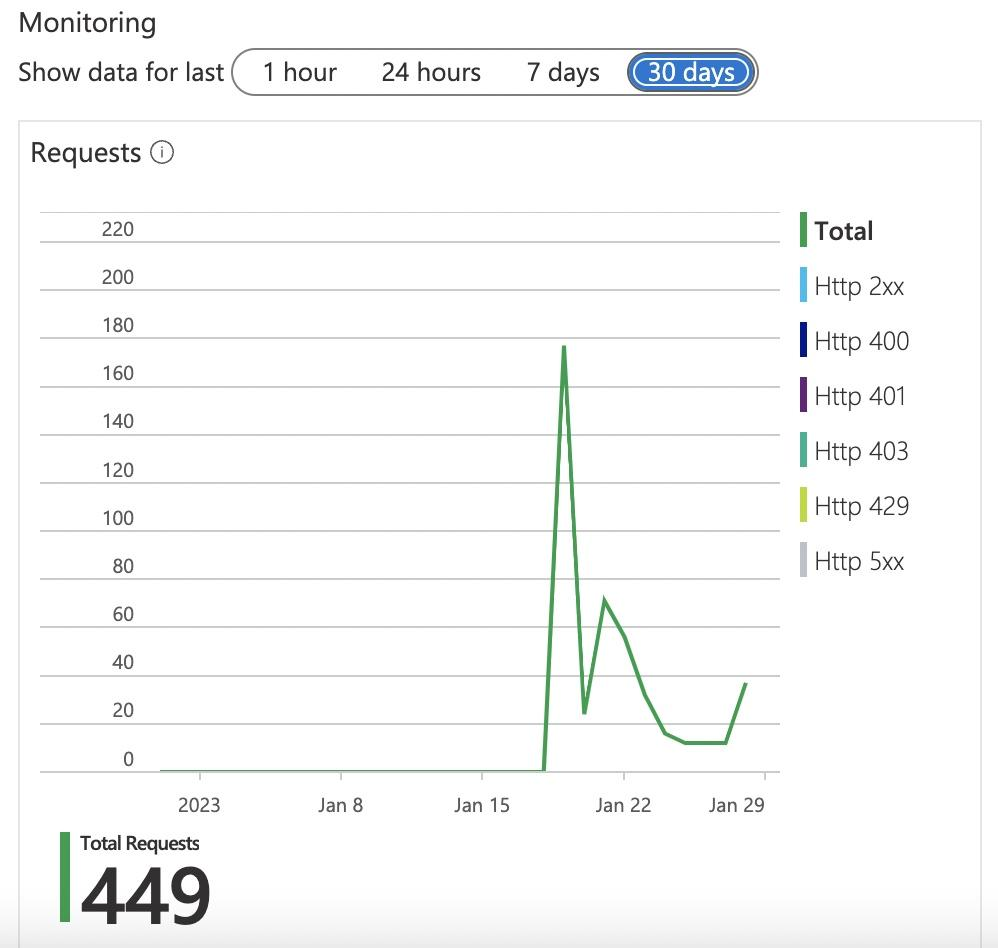 Monitoring
Show data for last 1 hour 24 hours 7 days 30 days
Requests
220
200
180
160
140
120
100
80
60
40
20
0
2023 Jan 8 Jan 15 Jan 22 Jan 29
Total
Http 2xx
Http 400
Http 401
Http 403
Http 429
Http 5xx
Total Requests
449